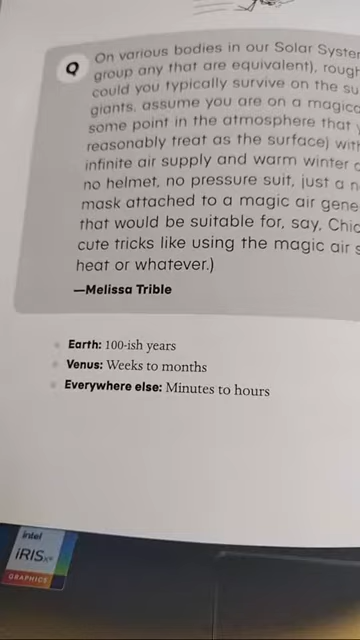 Q
On various bodies in our Solar Syste
group any that are equivalent), roug
could you typically survive on the su
giants, assume you are on a magic
some point in the atmosphere that
reasonably treat as the surface) wit
infinite air supply and warm winter
no helmet, no pressure suit, just a
mask attached to a magic air gene
that would be suitable for, say, Chi
cute tricks like using the magic air s
heat or whatever.)
—Melissa Trible
Earth: 100-ish years
Venus: Weeks to months
Everywhere else: Minutes to hours
intel
iRIS Xe
GRAPHICS